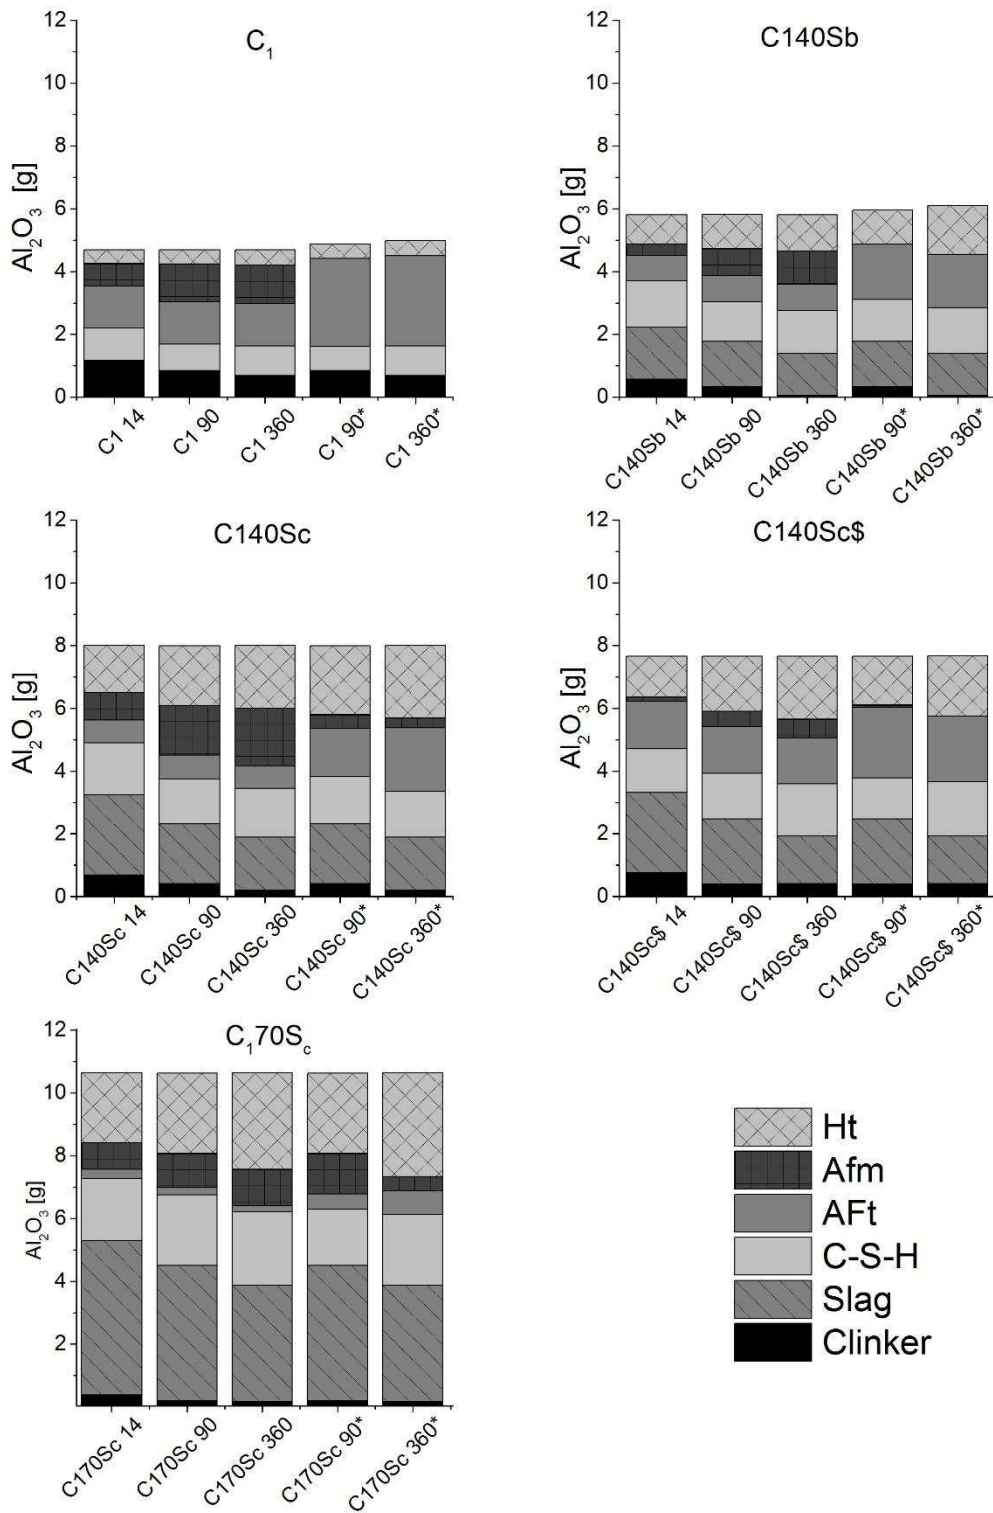 C₁
Al₂O₃ [g]
12
10
8
6
4
2
0
C1 14
C1 90
C1 360
C1 90*
C1 360*
C140Sb
Al₂O₃ [g]
12
10
8
6
4
2
0
C140Sb 14
C140Sb 90
C140Sb 360
C140Sb 90*
C140Sb 360*
C140Sc
Al₂O₃ [g]
12
10
8
6
4
2
0
C140Sc 14
C140Sc 90
C140Sc 360
C140Sc 90*
C140Sc 360*
C140Sc$
Al₂O₃ [g]
12
10
8
6
4
2
0
C140Sc$ 14
C140Sc$ 90
C140Sc$ 360
C140Sc$ 90*
C140Sc$ 360*
C₁70S꜀
Al₂O₃ [g]
12
10
8
6
4
2
C170Sc 14
C170Sc 90
C170Sc 360
C170Sc 90*
C170Sc 360*
Ht
Afm
AFt
C-S-H
Slag
Clinker